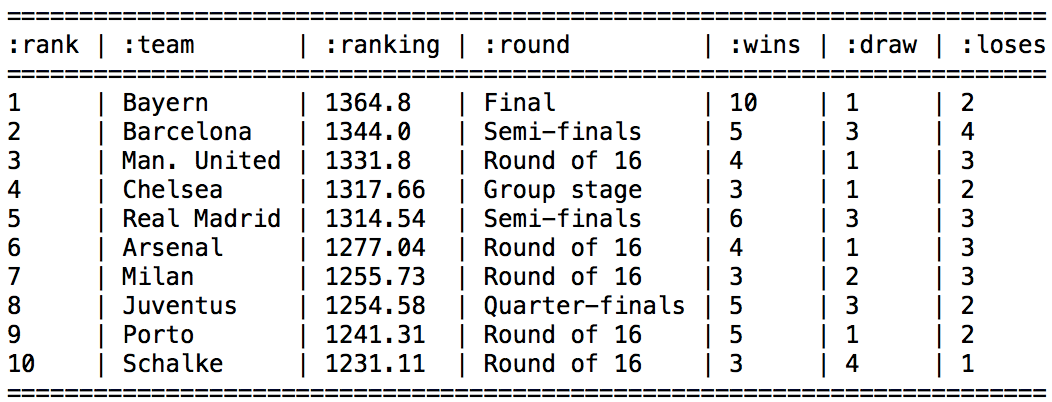 ========================================================================
:rank | :team       | :ranking | :round         | :wins | :draw | :loses
========================================================================
1     | Bayern      | 1364.8   | Final          | 10    | 1     | 2
2     | Barcelona   | 1344.0   | Semi-finals    | 5     | 3     | 4
3     | Man. United | 1331.8   | Round of 16    | 4     | 1     | 3
4     | Chelsea     | 1317.66  | Group stage    | 3     | 1     | 2
5     | Real Madrid | 1314.54  | Semi-finals    | 6     | 3     | 3
6     | Arsenal     | 1277.04  | Round of 16    | 4     | 1     | 3
7     | Milan       | 1255.73  | Round of 16    | 3     | 2     | 3
8     | Juventus    | 1254.58  | Quarter-finals | 5     | 3     | 2
9     | Porto       | 1241.31  | Round of 16    | 5     | 1     | 2
10    | Schalke     | 1231.11  | Round of 16    | 3     | 4     | 1
========================================================================